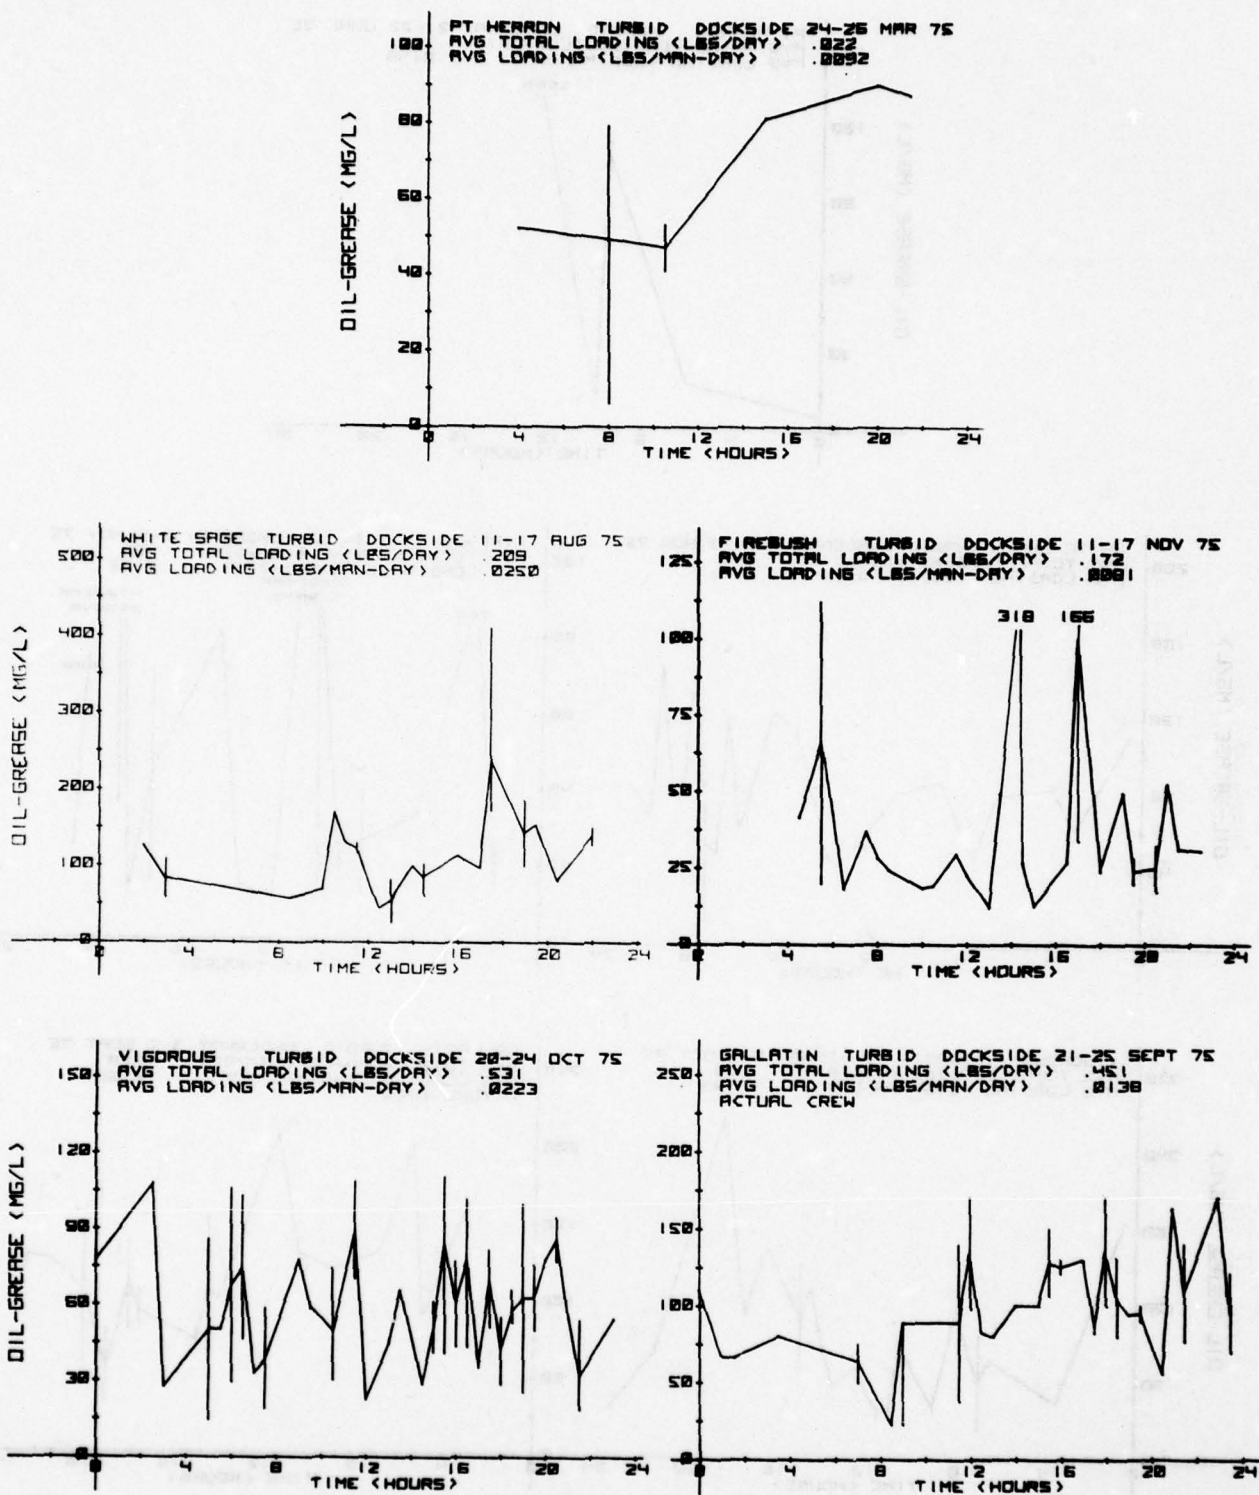 PT HERRON TURBID DOCKSIDE 24-26 MAR 75
AVG TOTAL LOADING <LBS/DAY> .022
AVG LOADING <LBS/MAN-DAY> .0092
OIL-GREASE <MG/L>
100
80
60
40
20
0
0 4 8 12 16 20 24
TIME <HOURS>
WHITE SAGE TURBID DOCKSIDE 11-17 AUG 75
AVG TOTAL LOADING <LBS/DAY> .209
AVG LOADING <LBS/MAN-DAY> .0250
OIL-GREASE <MG/L>
500
400
300
200
100
0
0 4 8 12 16 20 24
TIME <HOURS>
FIREBUSH TURBID DOCKSIDE 11-17 NOV 75
AVG TOTAL LOADING <LBS/DAY> .172
AVG LOADING <LBS/MAN-DAY> .0081
318 166
125
100
75
50
25
0
0 4 8 12 16 20 24
TIME <HOURS>
VIGOROUS TURBID DOCKSIDE 20-24 OCT 75
AVG TOTAL LOADING <LBS/DAY> .531
AVG LOADING <LBS/MAN-DAY> .0223
OIL-GREASE <MG/L>
150
120
90
60
30
0
0 4 8 12 16 20 24
TIME <HOURS>
GALLATIN TURBID DOCKSIDE 21-25 SEPT 75
AVG TOTAL LOADING <LBS/DAY> .451
AVG LOADING <LBS/MAN/DAY> .0138
ACTUAL CREW
250
200
150
100
50
0
0 4 8 12 16 20 24
TIME <HOURS>